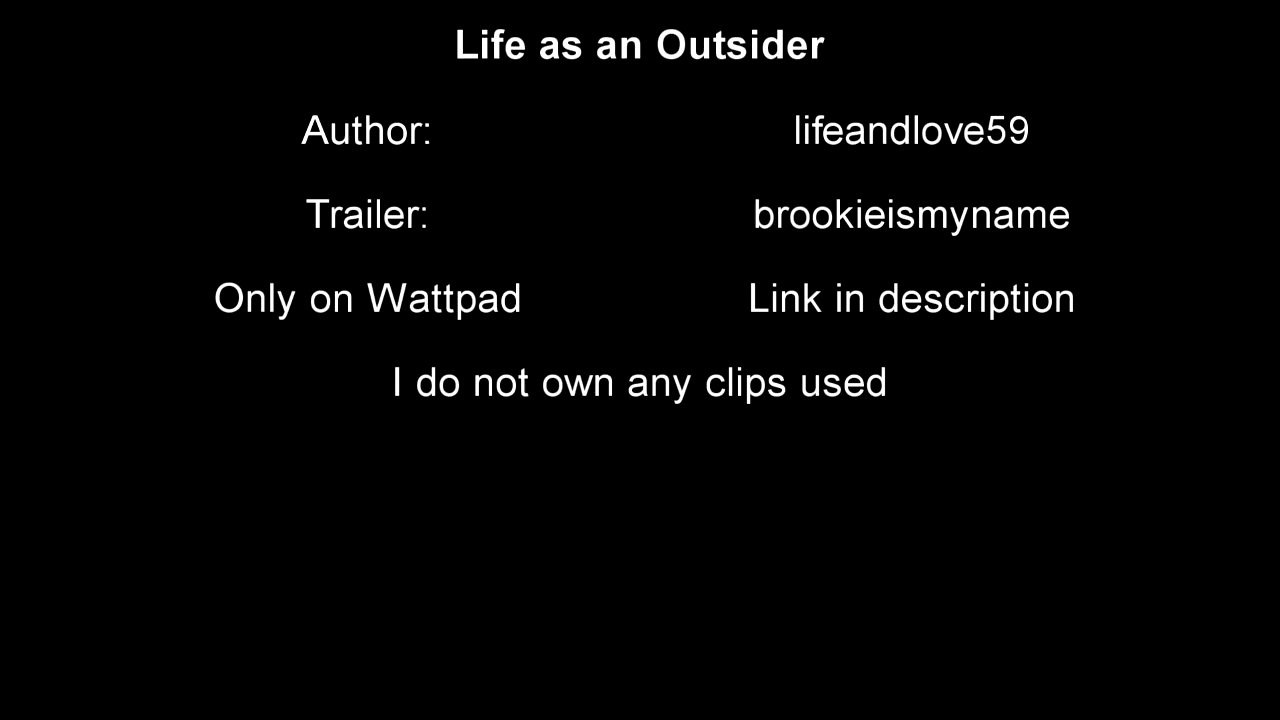 Life as an Outsider
Author: lifeandlove59
Trailer: brookieismyname
Only on Wattpad Link in description
I do not own any clips used